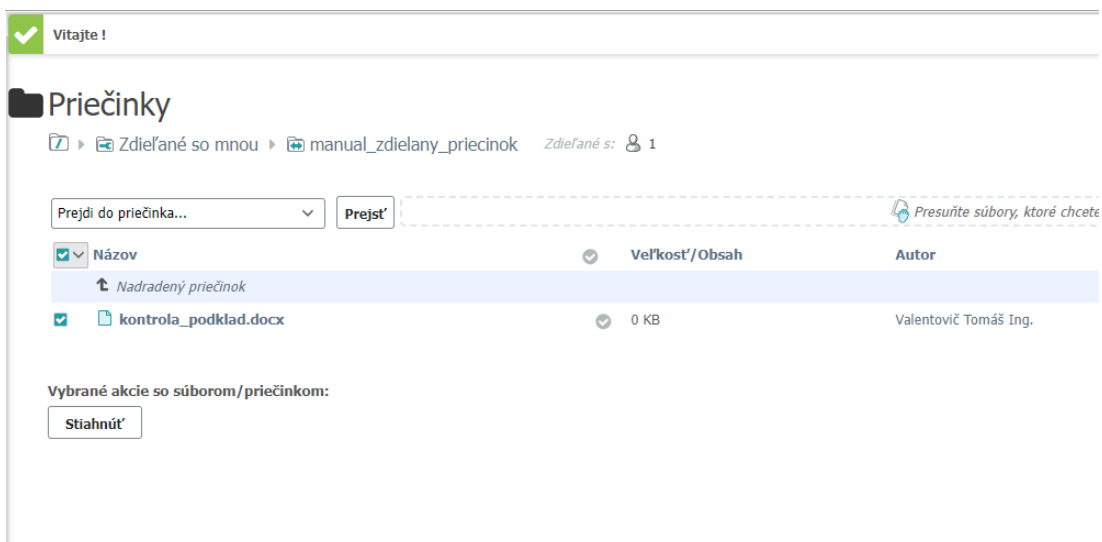 Vitajte !
Priečinky
Zdieľané so mnou manual_zdielany_priecinok Zdieľané s: 1
Prejdi do priečinka... Prejsť Presuňte súbory, ktoré chcete
Názov Veľkosť/Obsah Autor
Nadradený priečinok
kontrola_podklad.docx 0 KB Valentovič Tomáš Ing.
Vybrané akcie so súborom/priečinkom:
Stiahnúť